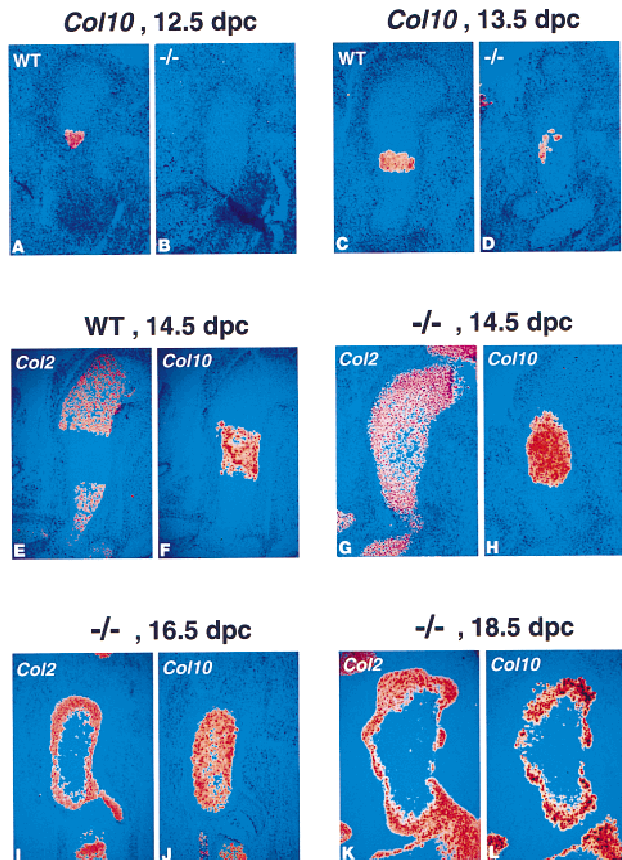 Col10 , 12.5 dpc
Col10 , 13.5 dpc
WT
-/-
WT
-/-
A
B
C
D
WT , 14.5 dpc
-/- , 14.5 dpc
Col2
Col10
Col2
Col10
E
F
G
H
-/- , 16.5 dpc
-/- , 18.5 dpc
Col2
Col10
Col2
Col10
I
J
K
L